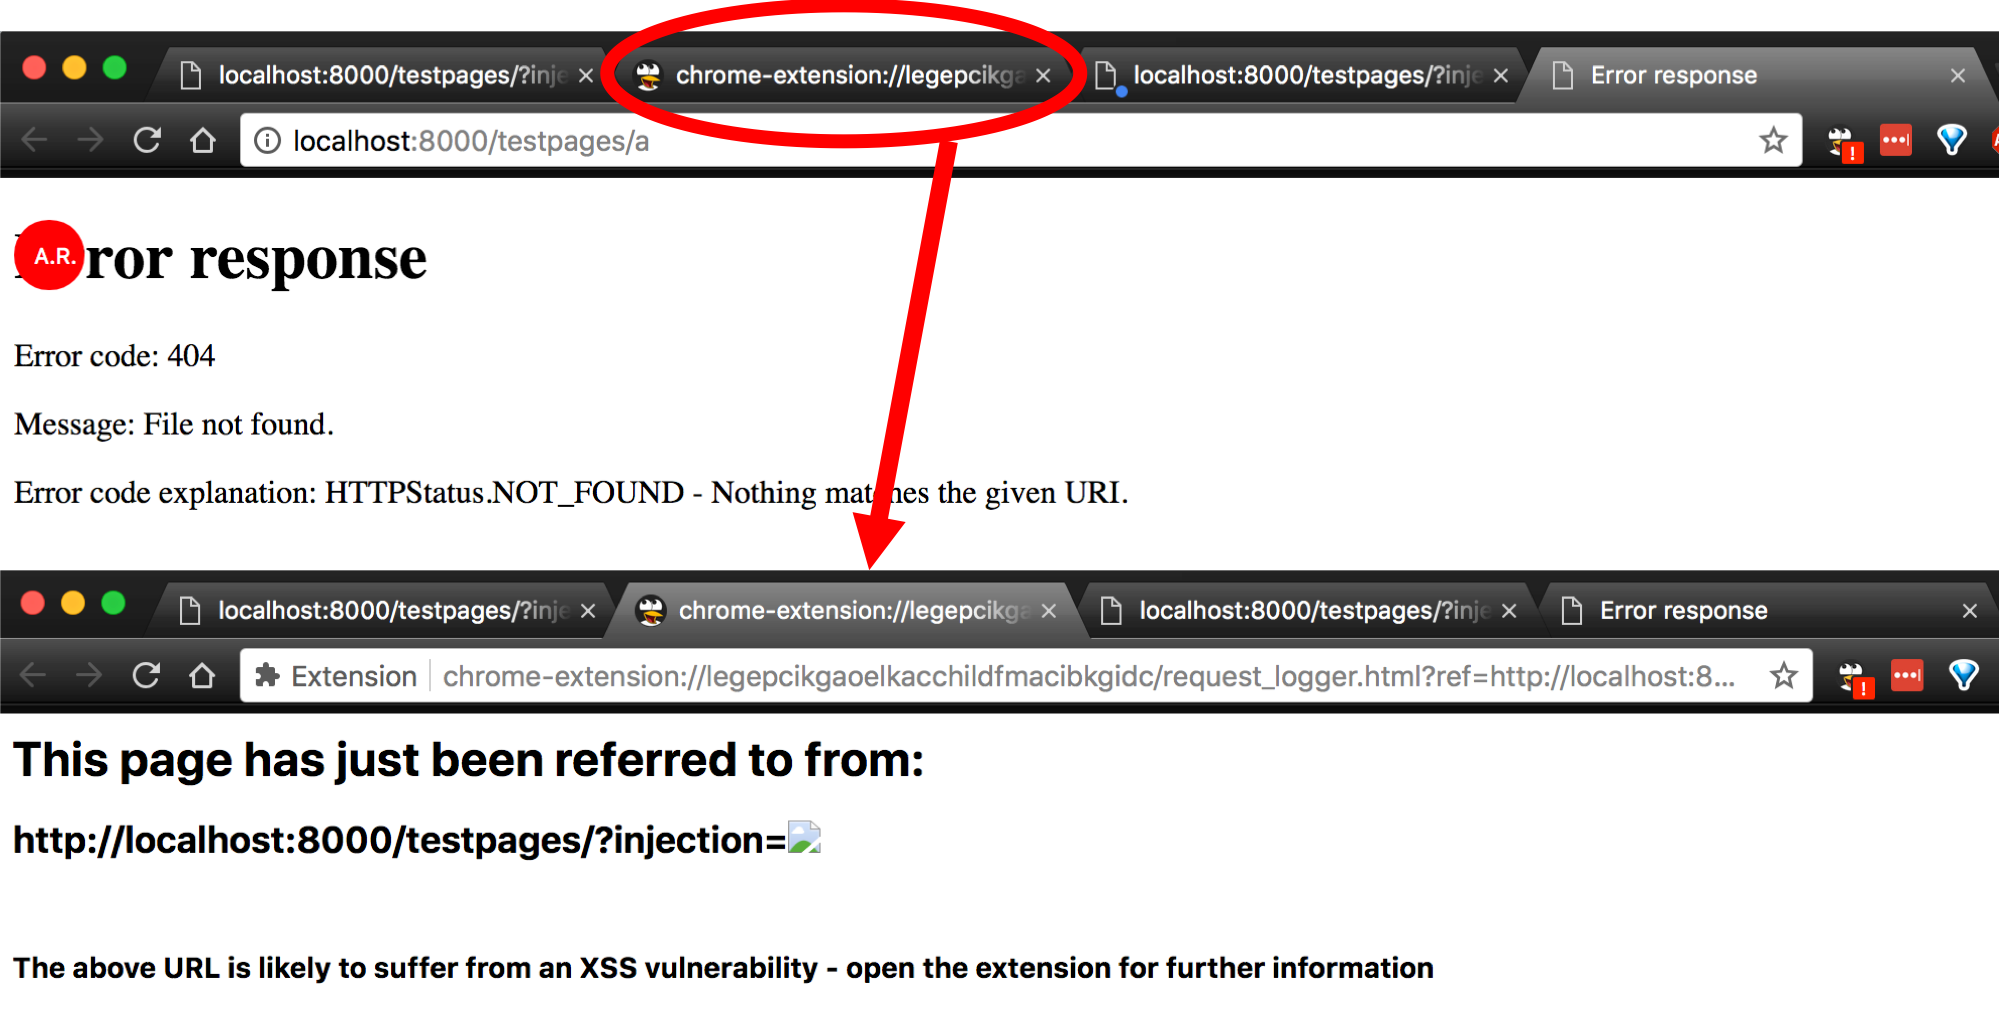 localhost:8000/testpages/?inje
chrome-extension://legepcikga
localhost:8000/testpages/?inje
Error response
localhost:8000/testpages/a
A.R.
ror response
Error code: 404
Message: File not found.
Error code explanation: HTTPStatus.NOT_FOUND - Nothing matches the given URI.
localhost:8000/testpages/?inje
chrome-extension://legepcikga
localhost:8000/testpages/?inje
Error response
Extension
chrome-extension://legepcikgaoelkacchildfmacibkgidc/request_logger.html?ref=http://localhost:8...
This page has just been referred to from:
http://localhost:8000/testpages/?injection=
The above URL is likely to suffer from an XSS vulnerability - open the extension for further information